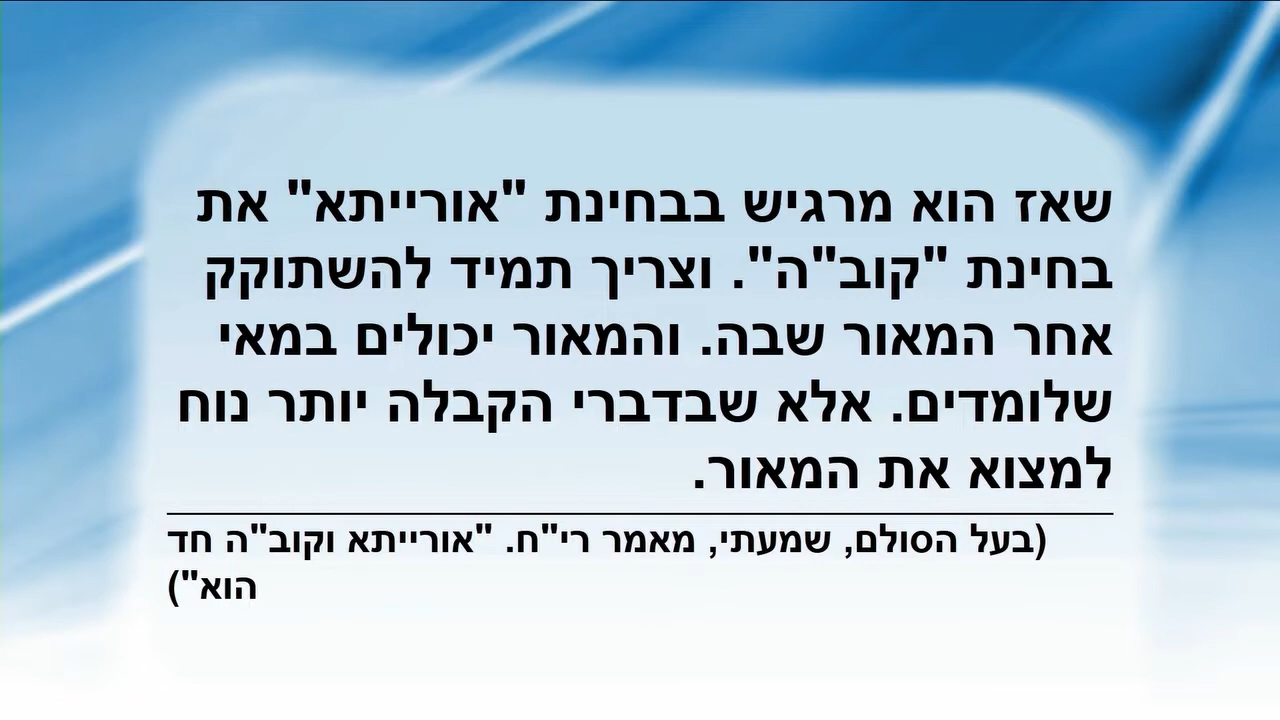 שאז הוא מרגיש בבחינת "אורייתא" את
בחינת "קוב"ה". וצריך תמיד להשתוקק
אחר המאור שבה. והמאור יכולים במאי
שלומדים. אלא שבדברי הקבלה יותר נוח
למצוא את המאור.
(בעל הסולם, שמעתי, מאמר רי"ח. "אורייתא וקוב"ה חד
הוא")